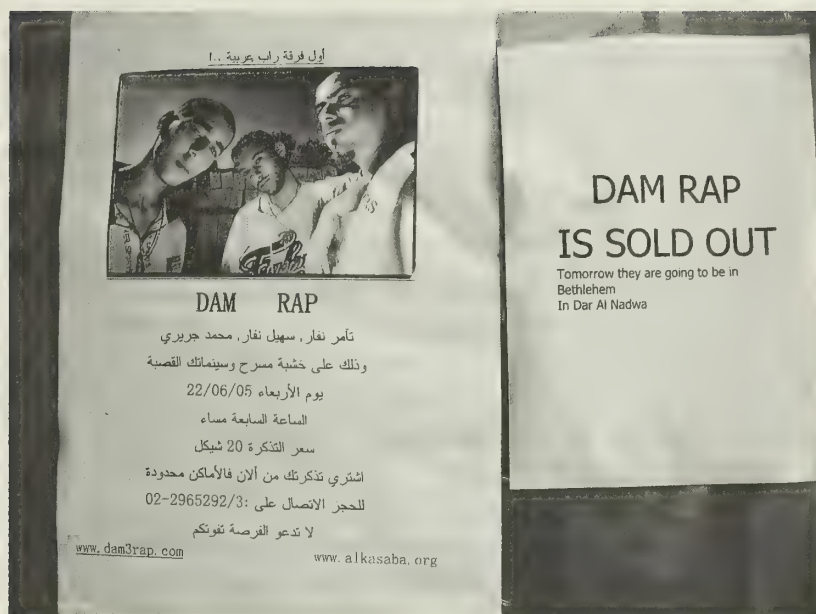 أول فرقة راب عربية ..!
DAM RAP
تأمر نفار, سهيل نفار, محمد جريري
وذلك على خشبة مسرح وسينماتك القصبة
يوم الأربعاء 22/06/05
الساعة السابعة مساء
سعر التذكرة 20 شيكل
اشتري تذكرتك من ألان فالأماكن محدودة
للحجز الاتصال على :02-2965292/3
لا تدعو الفرصة تفوتكم
www.dam3rap.com
www.alkasaba.org
DAM RAP
IS SOLD OUT
Tomorrow they are going to be in
Bethlehem
In Dar Al Nadwa